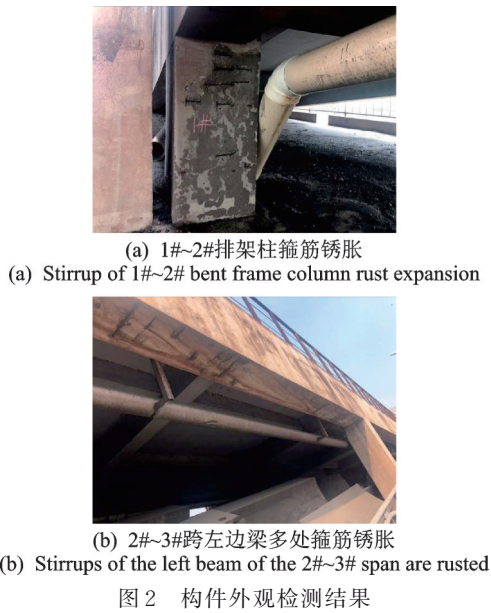 1#
(a) 1#~2#排架柱箍筋锈胀
(a) Stirrup of 1#~2# bent frame column rust expansion
(b) 2#~3#跨左边梁多处箍筋锈胀
(b) Stirrups of the left beam of the 2#~3# span are rusted
图2 构件外观检测结果